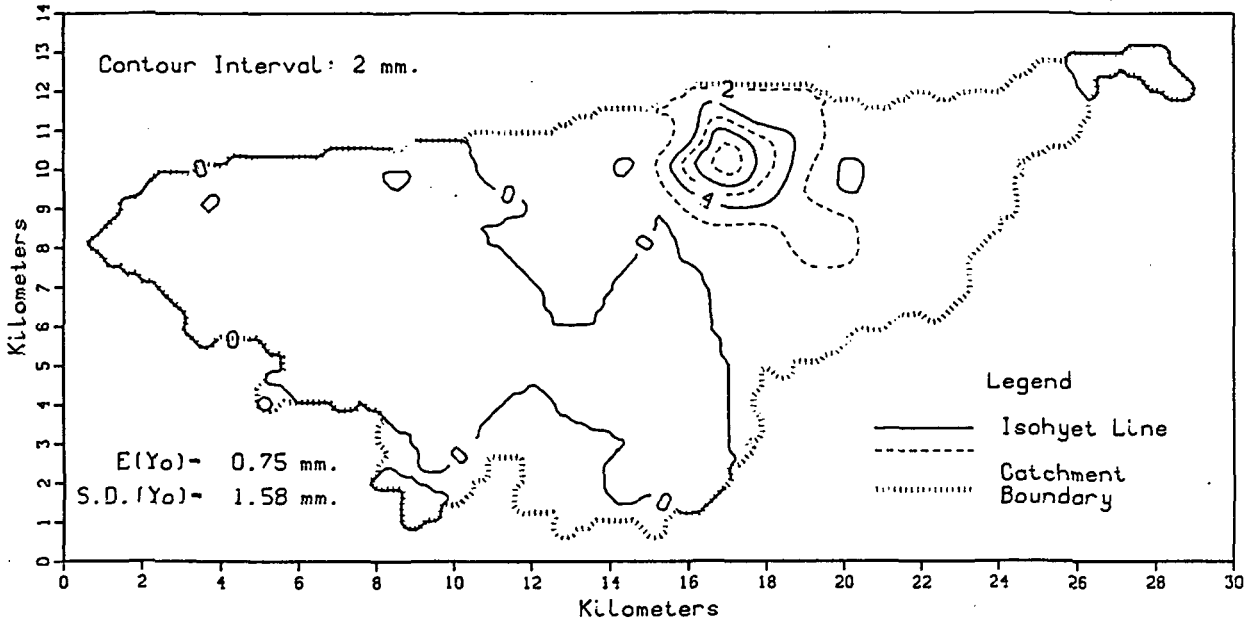 Contour Interval: 2 mm.
2
4
0
0
0
0
0
0
0
E(Yo)= 0.75 mm.
S.D.(Yo)= 1.58 mm.
Legend
Isohyet Line
Catchment
Boundary
Kilometers
0 1 2 3 4 5 6 7 8 9 10 11 12 13 14
0 2 4 6 8 10 12 14 16 18 20 22 24 26 28 30
Kilometers